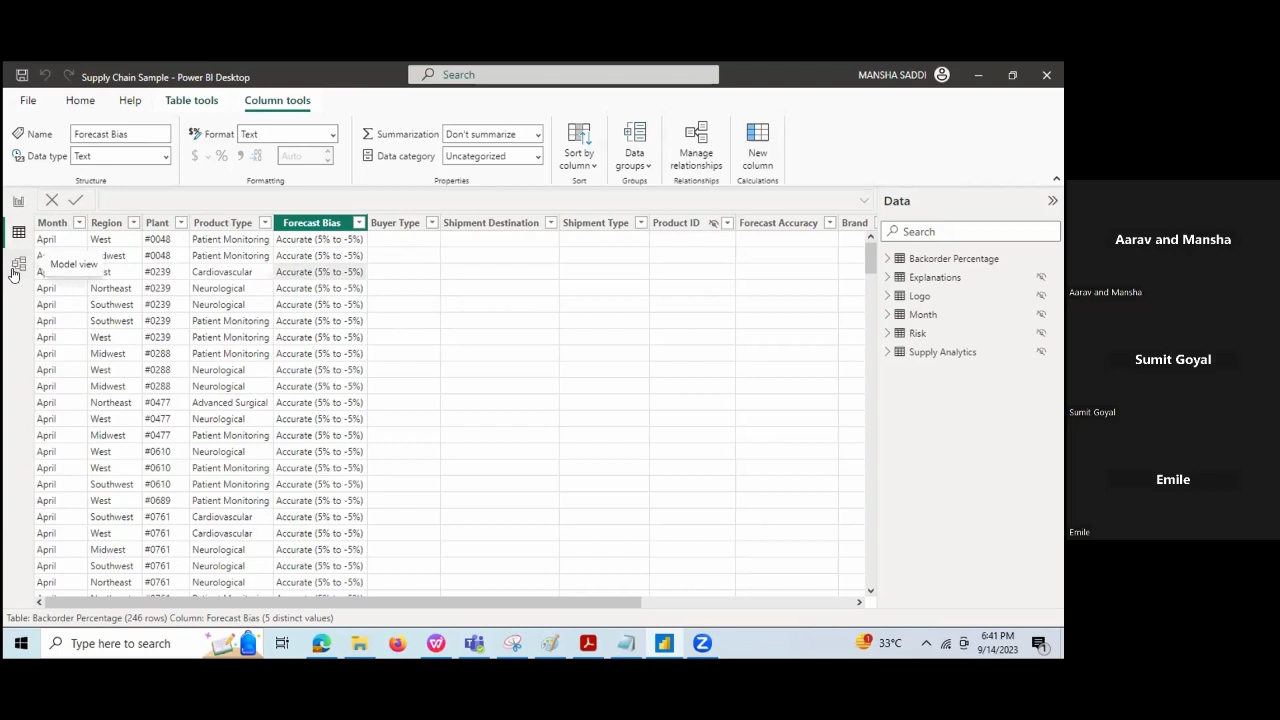 Supply Chain Sample - Power BI Desktop
Search
MANSHA SADDI
File Home Help Table tools Column tools
Name Forecast Bias $% Format Text Summarization Don't summarize
Data type Text $ % Auto Data category Uncategorized
Sort by column
Data groups
Manage relationships
New column
Structure Formatting Properties Sort Groups Relationships Calculations
Month Region Plant Product Type Forecast Bias Buyer Type Shipment Destination Shipment Type Product ID Forecast Accuracy Brand
April West #0048 Patient Monitoring Accurate (5% to -5%)
dwest #0048 Patient Monitoring Accurate (5% to -5%)
Model view
#0239 Cardiovascular Accurate (5% to -5%)
April Northeast #0239 Neurological Accurate (5% to -5%)
April Southwest #0239 Neurological Accurate (5% to -5%)
April Southwest #0239 Patient Monitoring Accurate (5% to -5%)
April West #0239 Patient Monitoring Accurate (5% to -5%)
April Midwest #0288 Patient Monitoring Accurate (5% to -5%)
April West #0288 Neurological Accurate (5% to -5%)
April Midwest #0288 Neurological Accurate (5% to -5%)
April Northeast #0477 Advanced Surgical Accurate (5% to -5%)
April West #0477 Neurological Accurate (5% to -5%)
April Midwest #0477 Patient Monitoring Accurate (5% to -5%)
April West #0610 Neurological Accurate (5% to -5%)
April West #0610 Patient Monitoring Accurate (5% to -5%)
April Southwest #0610 Patient Monitoring Accurate (5% to -5%)
April West #0689 Patient Monitoring Accurate (5% to -5%)
April Southwest #0761 Cardiovascular Accurate (5% to -5%)
April West #0761 Cardiovascular Accurate (5% to -5%)
April Midwest #0761 Neurological Accurate (5% to -5%)
April Southwest #0761 Neurological Accurate (5% to -5%)
April Northeast #0761 Neurological Accurate (5% to -5%)
Table: Backorder Percentage (246 rows) Column: Forecast Bias (5 distinct values)
Data
Search
Backorder Percentage
Explanations
Logo
Month
Risk
Supply Analytics
Type here to search
33°C
6:41 PM
9/14/2023
1
Aarav and Mansha
Aarav and Mansha
Sumit Goyal
Sumit Goyal
Emile
Emile